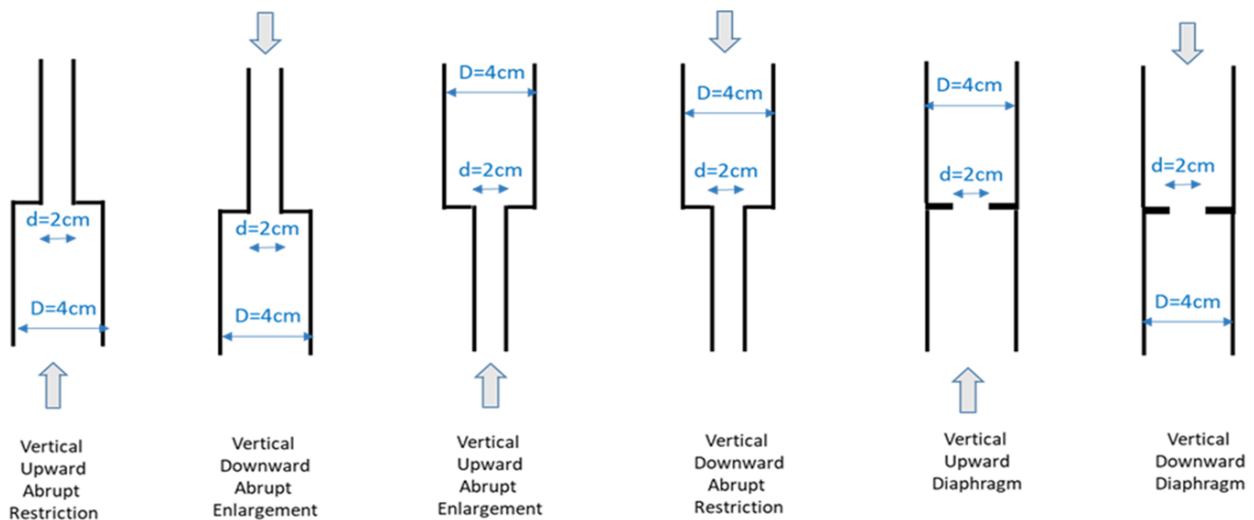 d=2cm
D=4cm
Vertical
Upward
Abrupt
Restriction
d=2cm
D=4cm
Vertical
Downward
Abrupt
Enlargement
D=4cm
d=2cm
Vertical
Upward
Abrupt
Enlargement
D=4cm
d=2cm
Vertical
Downward
Abrupt
Restriction
D=4cm
d=2cm
Vertical
Upward
Diaphragm
d=2cm
D=4cm
Vertical
Downward
Diaphragm